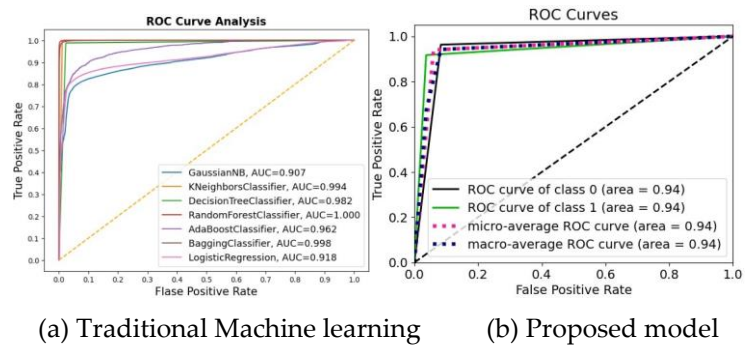 ROC Curve Analysis
True Positive Rate
1.0
0.9
0.8
0.7
0.6
0.5
0.4
0.3
0.2
0.1
0.0
GaussianNB, AUC=0.907
KNeighborsClassifier, AUC=0.994
DecisionTreeClassifier, AUC=0.982
RandomForestClassifier, AUC=1.000
AdaBoostClassifier, AUC=0.962
BaggingClassifier, AUC=0.998
LogisticRegression, AUC=0.918
0.0 0.1 0.2 0.3 0.4 0.5 0.6 0.7 0.8 0.9 1.0
Flase Positive Rate
(a) Traditional Machine learning
ROC Curves
True Positive Rate
1.0
0.8
0.6
0.4
0.2
0.0
ROC curve of class 0 (area = 0.94)
ROC curve of class 1 (area = 0.94)
micro-average ROC curve (area = 0.94)
macro-average ROC curve (area = 0.94)
0.0 0.2 0.4 0.6 0.8 1.0
False Positive Rate
(b) Proposed model